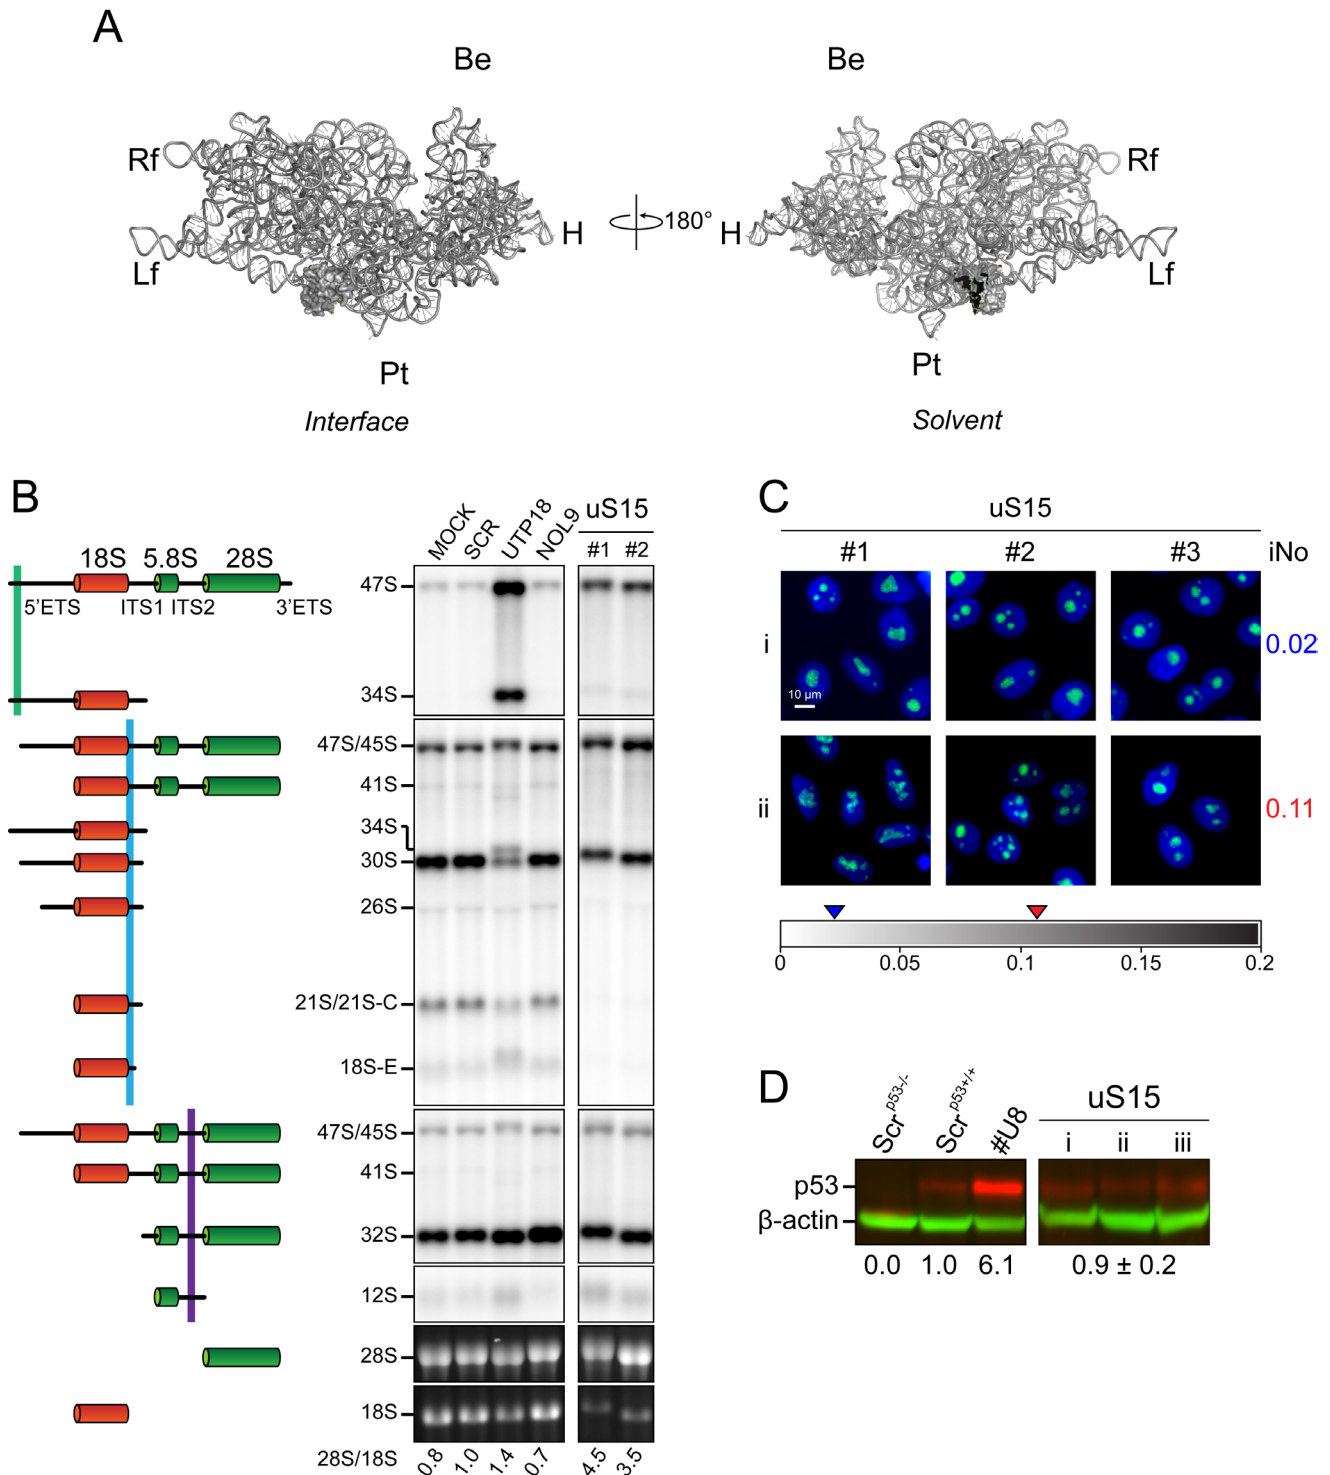 A
Be
Be
Rf
Rf
H
180°
H
Lf
Lf
Pt
Pt
Interface
Solvent
B
MOCK
SCR
UTP18
NOL9
uS15
#1 #2
18S 5.8S 28S
5'ETS ITS1 ITS2 3'ETS
47S
34S
47S/45S
41S
34S
30S
26S
21S/21S-C
18S-E
47S/45S
41S
32S
12S
28S
18S
28S/18S 0.8 1.0 1.4 0.7 4.5 3.5
C
uS15
#1 #2 #3 iNo
i 0.02
10 µm
ii 0.11
0 0.05 0.1 0.15 0.2
D
Scr p53-/-
Scr p53+/+
#U8
uS15
i ii iii
p53
β-actin
0.0 1.0 6.1 0.9 ± 0.2